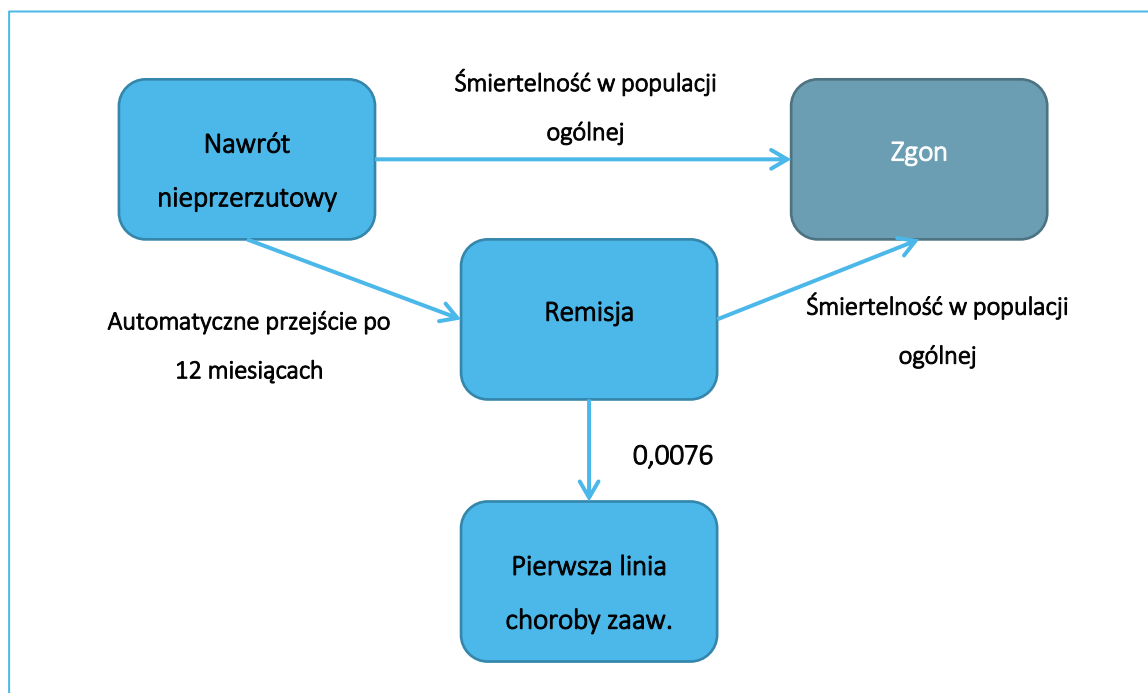 Śmiertelność w populacji
ogólnej
Nawrót
nieprzerzutowy
Zgon
Remisja
Automatyczne przejście po
12 miesiącach
Śmiertelność w populacji
ogólnej
0,0076
Pierwsza linia
choroby zaaw.